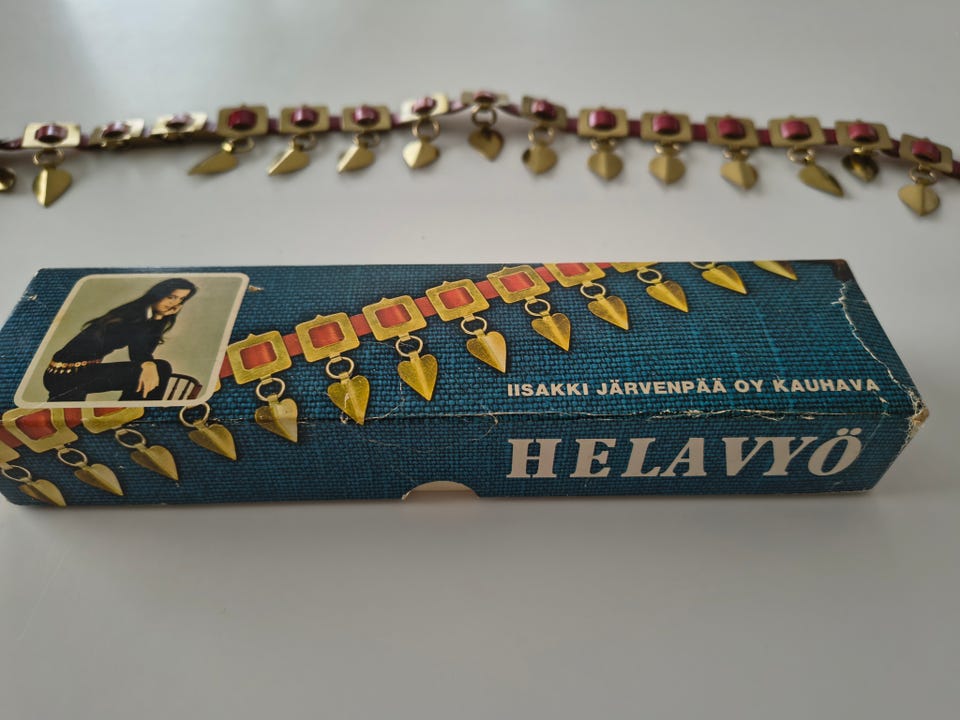 IISAKKI JÄRVENPÄÄ OY KAUHAVA
HELAVYÖ